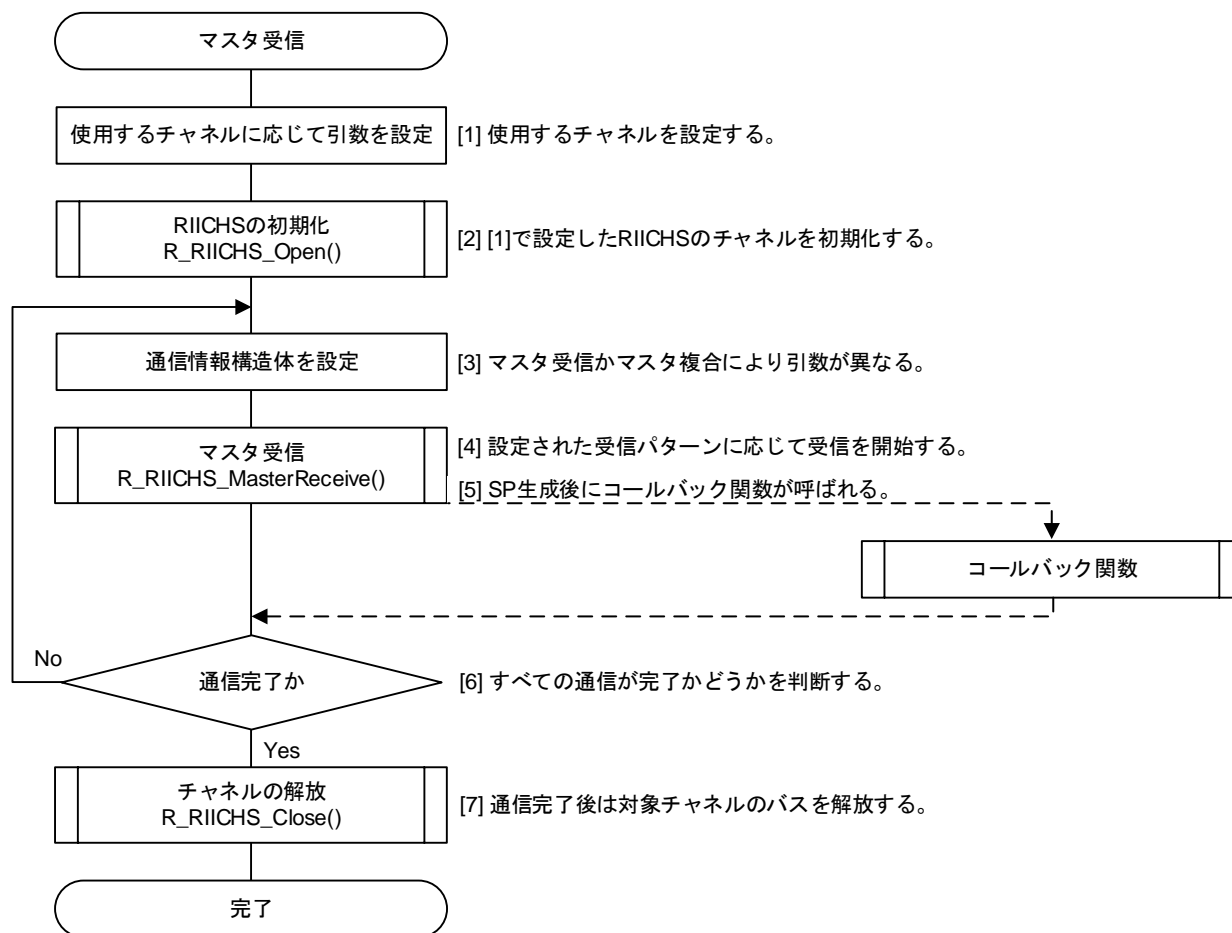 マスタ受信
使用するチャネルに応じて引数を設定
[1] 使用するチャネルを設定する。
RIICHSの初期化
R_RIICHS_Open()
[2] [1]で設定したRIICHSのチャネルを初期化する。
通信情報構造体を設定
[3] マスタ受信かマスタ複合により引数が異なる。
マスタ受信
R_RIICHS_MasterReceive()
[4] 設定された受信パターンに応じて受信を開始する。
[5] SP生成後にコールバック関数が呼ばれる。
コールバック関数
No
通信完了か
[6] すべての通信が完了かどうかを判断する。
Yes
チャネルの解放
R_RIICHS_Close()
[7] 通信完了後は対象チャネルのバスを解放する。
完了